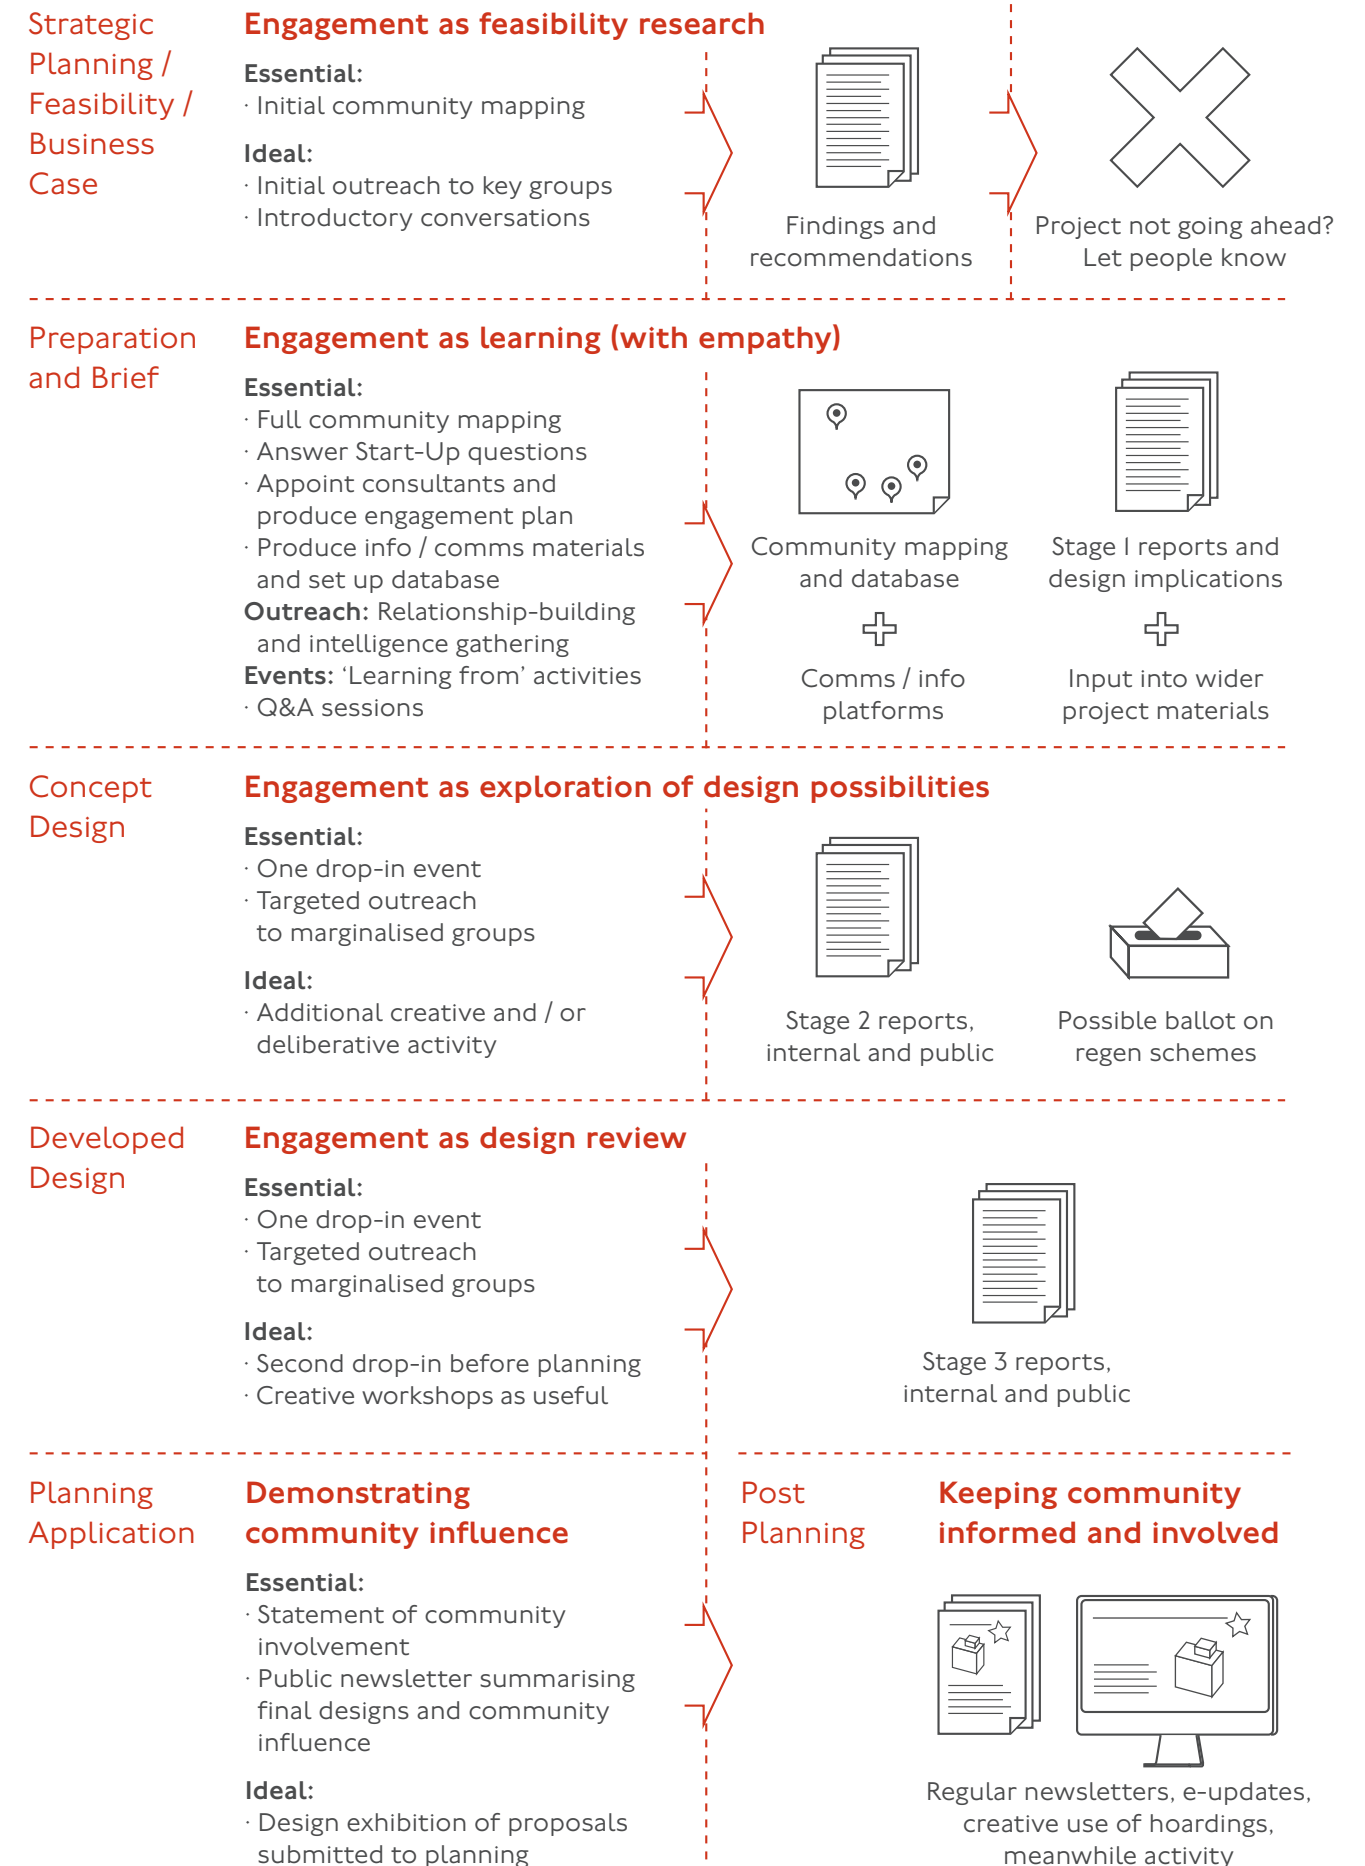 Strategic
Planning /
Feasibility /
Business
Case
Engagement as feasibility research
Essential:
· Initial community mapping
Ideal:
· Initial outreach to key groups
· Introductory conversations
Findings and
recommendations
Project not going ahead?
Let people know
Preparation
and Brief
Engagement as learning (with empathy)
Essential:
· Full community mapping
· Answer Start-Up questions
· Appoint consultants and
produce engagement plan
· Produce info / comms materials
and set up database
Outreach: Relationship-building
and intelligence gathering
Events: ‘Learning from’ activities
· Q&A sessions
Community mapping
and database
Comms / info
platforms
Stage 1 reports and
design implications
Input into wider
project materials
Concept
Design
Engagement as exploration of design possibilities
Essential:
· One drop-in event
· Targeted outreach
to marginalised groups
Ideal:
· Additional creative and / or
deliberative activity
Stage 2 reports,
internal and public
Possible ballot on
regen schemes
Developed
Design
Engagement as design review
Essential:
· One drop-in event
· Targeted outreach
to marginalised groups
Ideal:
· Second drop-in before planning
· Creative workshops as useful
Stage 3 reports,
internal and public
Planning
Application
Demonstrating
community influence
Essential:
· Statement of community
involvement
· Public newsletter summarising
final designs and community
influence
Ideal:
· Design exhibition of proposals
submitted to planning
Post
Planning
Keeping community
informed and involved
Regular newsletters, e-updates,
creative use of hoardings,
meanwhile activity